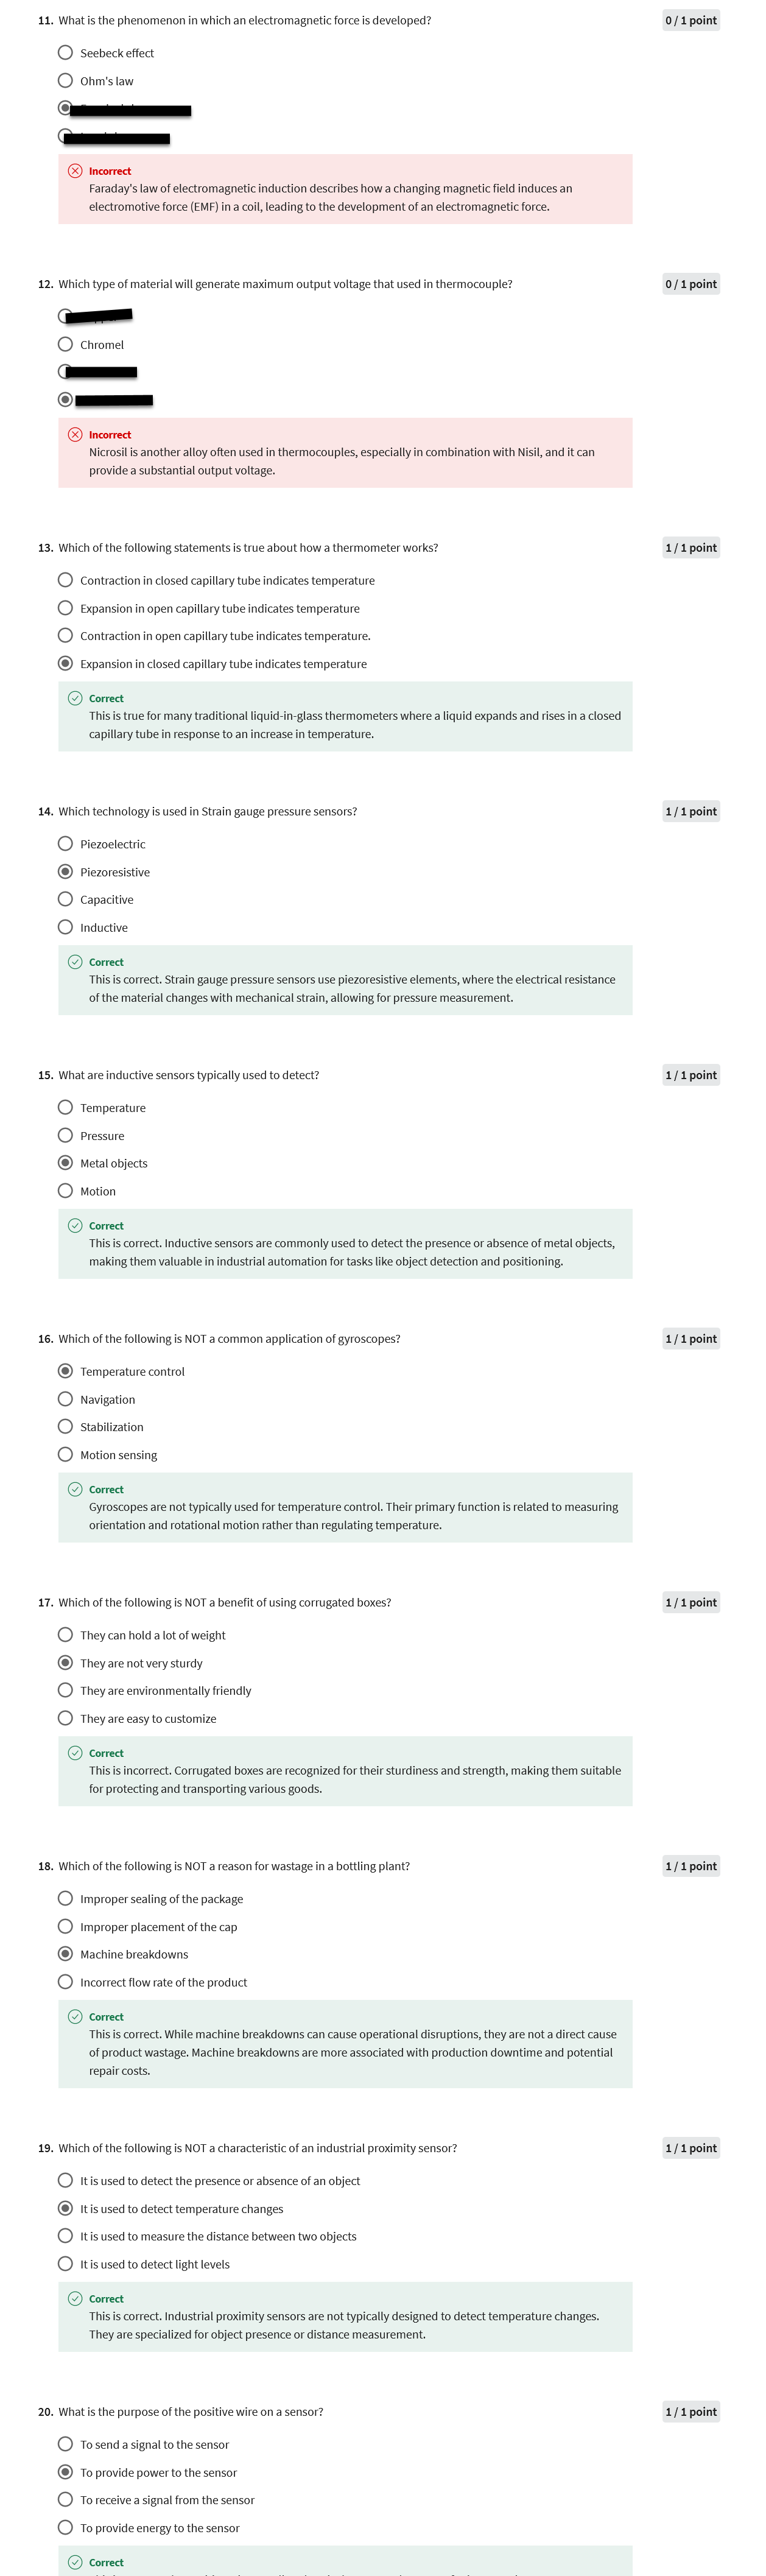 11. What is the phenomenon in which an electromagnetic force is developed?
0 / 1 point
Seebeck effect
Ohm's law
Incorrect
Faraday's law of electromagnetic induction describes how a changing magnetic field induces an
electromotive force (EMF) in a coil, leading to the development of an electromagnetic force.
12. Which type of material will generate maximum output voltage that used in thermocouple?
0 / 1 point
Chromel
Incorrect
Nicrosil is another alloy often used in thermocouples, especially in combination with Nisil, and it can
provide a substantial output voltage.
13. Which of the following statements is true about how a thermometer works?
1 / 1 point
Contraction in closed capillary tube indicates temperature
Expansion in open capillary tube indicates temperature
Contraction in open capillary tube indicates temperature.
Expansion in closed capillary tube indicates temperature
Correct
This is true for many traditional liquid-in-glass thermometers where a liquid expands and rises in a closed
capillary tube in response to an increase in temperature.
14. Which technology is used in Strain gauge pressure sensors?
1 / 1 point
Piezoelectric
Piezoresistive
Capacitive
Inductive
Correct
This is correct. Strain gauge pressure sensors use piezoresistive elements, where the electrical resistance
of the material changes with mechanical strain, allowing for pressure measurement.
15. What are inductive sensors typically used to detect?
1 / 1 point
Temperature
Pressure
Metal objects
Motion
Correct
This is correct. Inductive sensors are commonly used to detect the presence or absence of metal objects,
making them valuable in industrial automation for tasks like object detection and positioning.
16. Which of the following is NOT a common application of gyroscopes?
1 / 1 point
Temperature control
Navigation
Stabilization
Motion sensing
Correct
Gyroscopes are not typically used for temperature control. Their primary function is related to measuring
orientation and rotational motion rather than regulating temperature.
17. Which of the following is NOT a benefit of using corrugated boxes?
1 / 1 point
They can hold a lot of weight
They are not very sturdy
They are environmentally friendly
They are easy to customize
Correct
This is incorrect. Corrugated boxes are recognized for their sturdiness and strength, making them suitable
for protecting and transporting various goods.
18. Which of the following is NOT a reason for wastage in a bottling plant?
1 / 1 point
Improper sealing of the package
Improper placement of the cap
Machine breakdowns
Incorrect flow rate of the product
Correct
This is correct. While machine breakdowns can cause operational disruptions, they are not a direct cause
of product wastage. Machine breakdowns are more associated with production downtime and potential
repair costs.
19. Which of the following is NOT a characteristic of an industrial proximity sensor?
1 / 1 point
It is used to detect the presence or absence of an object
It is used to detect temperature changes
It is used to measure the distance between two objects
It is used to detect light levels
Correct
This is correct. Industrial proximity sensors are not typically designed to detect temperature changes.
They are specialized for object presence or distance measurement.
20. What is the purpose of the positive wire on a sensor?
1 / 1 point
To send a signal to the sensor
To provide power to the sensor
To receive a signal from the sensor
To provide energy to the sensor
Correct